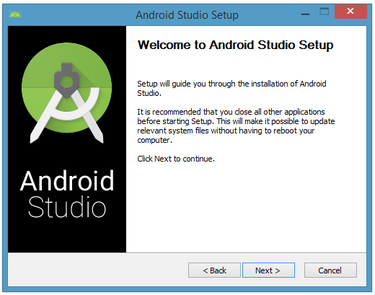 Android Studio Setup
Welcome to Android Studio Setup
Setup will guide you through the installation of Android
Studio.
It is recommended that you close all other applications
before starting Setup. This will make it possible to update
relevant system files without having to reboot your
computer.
Click Next to continue.
Android
Studio
< Back
Next >
Cancel